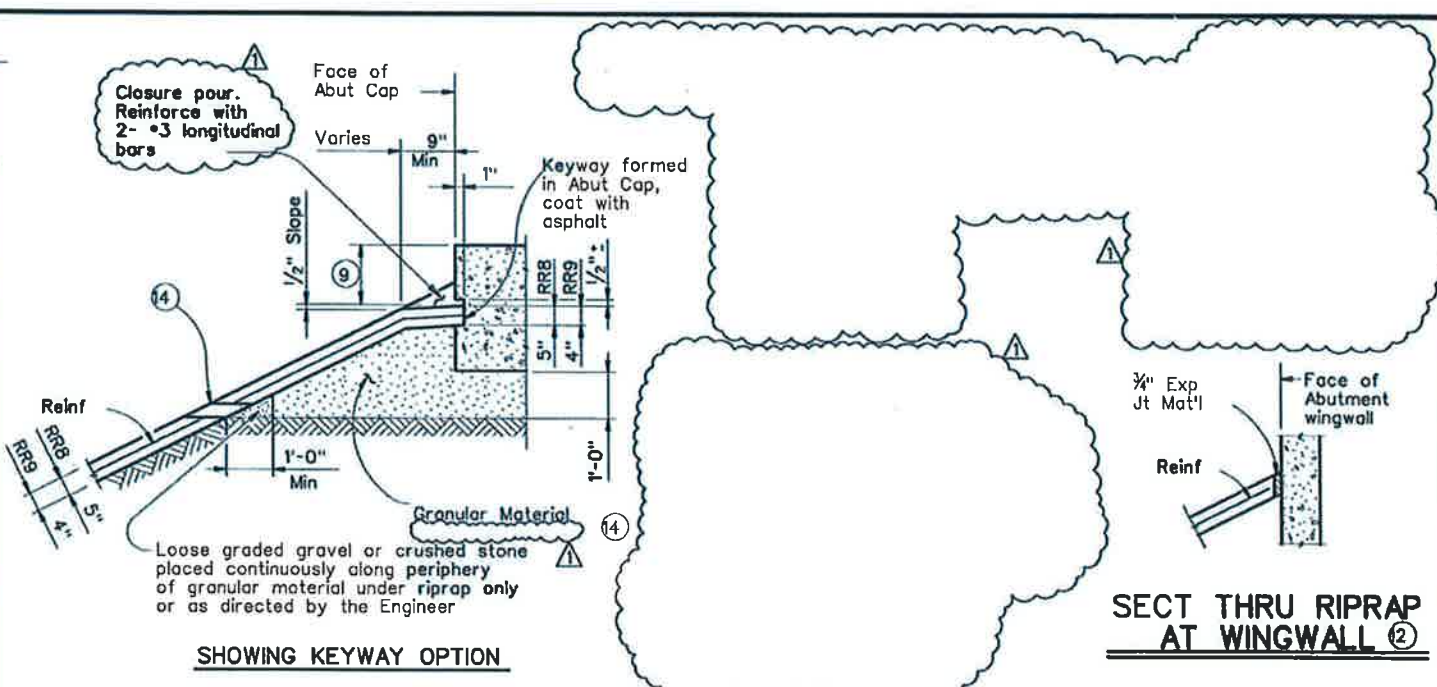 1
Closure pour.
Reinforce with
2- #3 longitudinal
bars
Face of
Abut Cap
Varies
9"
Min
1"
Keyway formed
in Abut Cap,
coat with
asphalt
1/2" Slope
9
RR8
RR9
1/2" ±
5"
4"
1'-0"
14
Reinf
RR9
RR8
4"
5"
1'-0"
Min
Granular Material
14
1
Loose graded gravel or crushed stone
placed continuously along periphery
of granular material under riprap only
or as directed by the Engineer
SHOWING KEYWAY OPTION
1
1
3/4" Exp
Jt Mat'l
Face of
Abutment
wingwall
Reinf
SECT THRU RIPRAP
AT WINGWALL 12